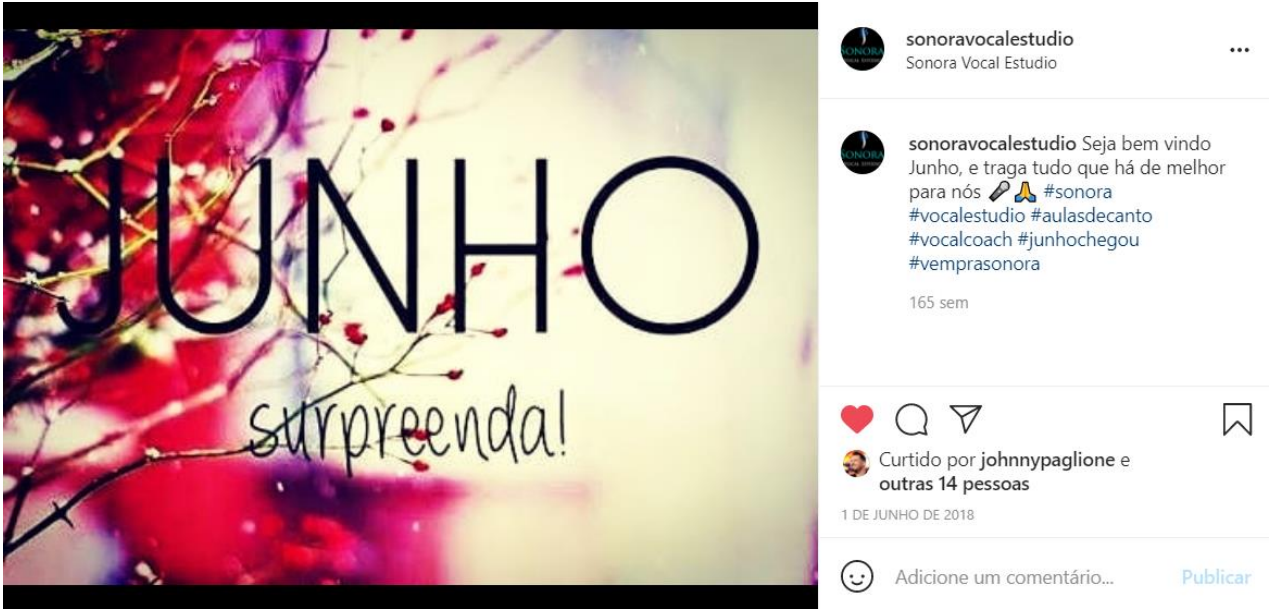 JUNHO
surpreenda!
SONORA
sonoravocalestudio
Sonora Vocal Estudio
SONORA
sonoravocalestudio Seja bem vindo
Junho, e traga tudo que há de melhor
para nós 🎤🙏 #sonora
#vocalestudio #aulasdecanto
#vocalcoach #junhochegou
#vemprasonora
165 sem
Curtido por johnnypaglione e
outras 14 pessoas
1 DE JUNHO DE 2018
Adicione um comentário...
Publicar